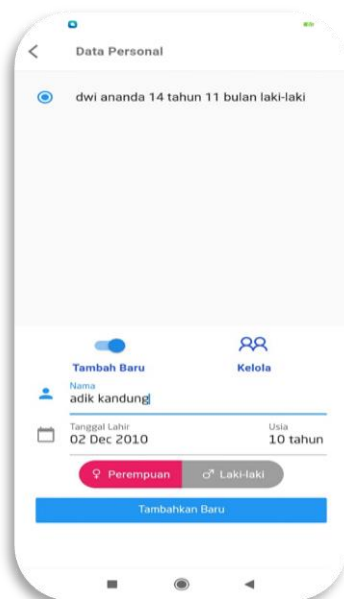 Data Personal
dwi ananda 14 tahun 11 bulan laki-laki
Tambah Baru Kelola
Nama
adik kandung
Tanggal Lahir Usia
02 Dec 2010 10 tahun
♀ Perempuan ♂ Laki-laki
Tambahkan Baru